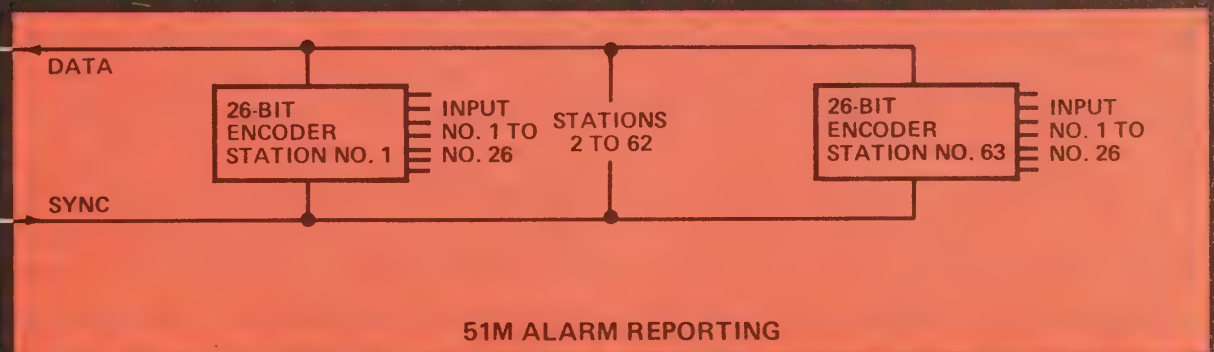 DATA
26-BIT
ENCODER
STATION NO. 1
INPUT
NO. 1 TO
NO. 26
STATIONS
2 TO 62
26-BIT
ENCODER
STATION NO. 63
INPUT
NO. 1 TO
NO. 26
SYNC
51M ALARM REPORTING